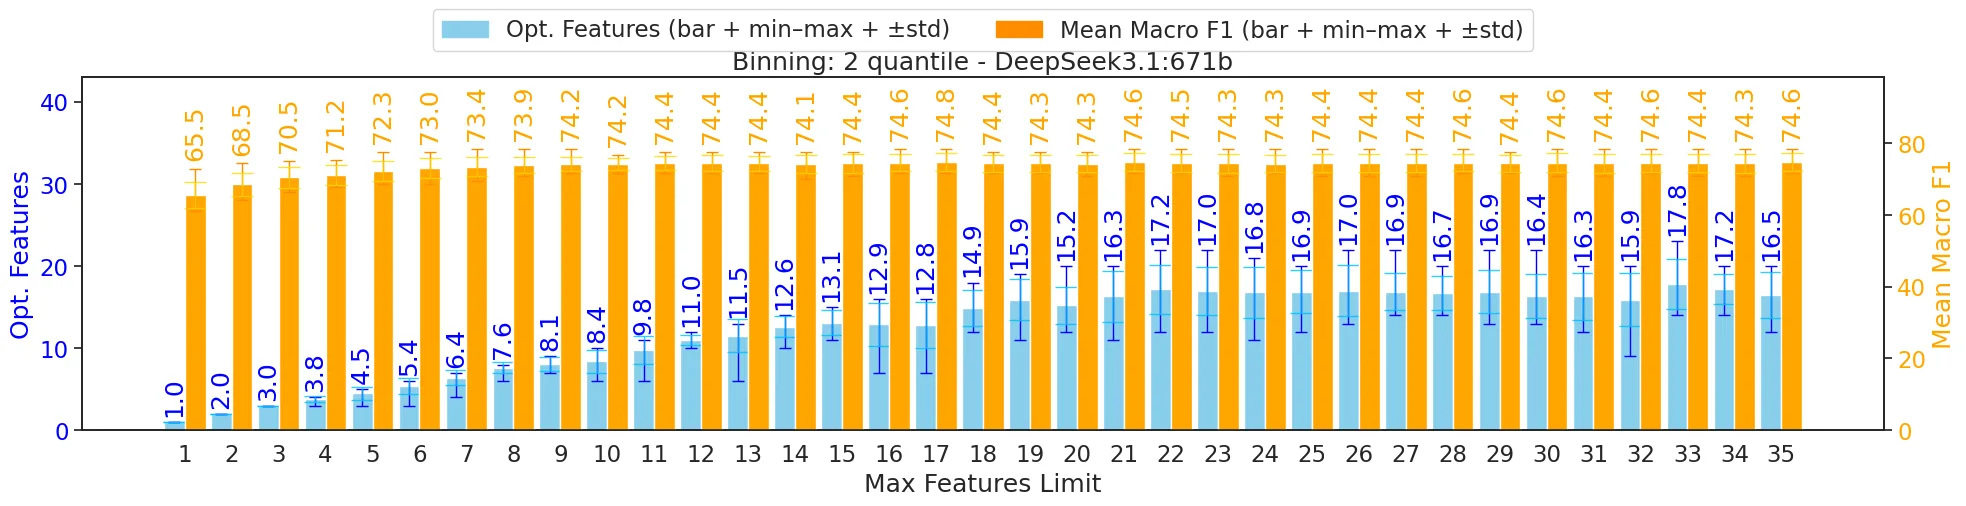 Opt. Features (bar + min–max + ±std)
Mean Macro F1 (bar + min–max + ±std)
Binning: 2 quantile - DeepSeek3.1:671b
Opt. Features
0
10
20
30
40
65.5 68.5 70.5 71.2 72.3 73.0 73.4 73.9 74.2 74.2 74.4 74.4 74.4 74.1 74.4 74.6 74.8 74.4 74.3 74.3 74.6 74.5 74.3 74.3 74.4 74.4 74.4 74.6 74.4 74.6 74.4 74.6 74.4 74.3 74.6
1.0 2.0 3.0 3.8 4.5 5.4 6.4 7.6 8.1 8.4 9.8 11.0 11.5 12.6 13.1 12.9 12.8 14.9 15.9 15.2 16.3 17.2 17.0 16.8 16.9 17.0 16.9 16.7 16.9 16.4 16.3 15.9 17.8 17.2 16.5
Mean Macro F1
0
20
40
60
80
1 2 3 4 5 6 7 8 9 10 11 12 13 14 15 16 17 18 19 20 21 22 23 24 25 26 27 28 29 30 31 32 33 34 35
Max Features Limit